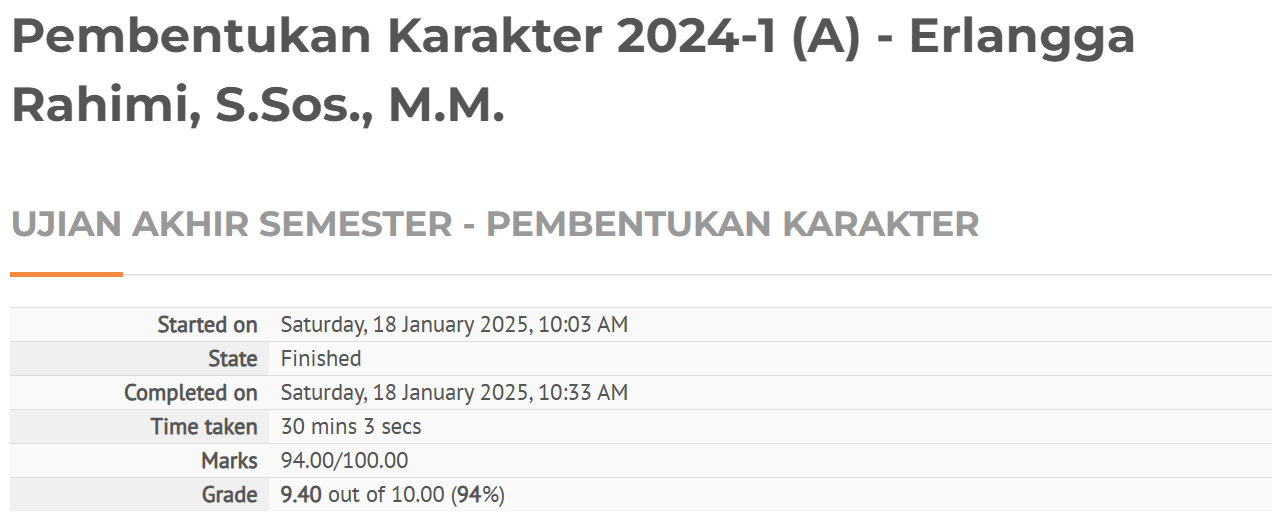 Pembentukan Karakter 2024-1 (A) - Erlangga
Rahimi, S.Sos., M.M.
UJIAN AKHIR SEMESTER - PEMBENTUKAN KARAKTER
Started on Saturday, 18 January 2025, 10:03 AM
State Finished
Completed on Saturday, 18 January 2025, 10:33 AM
Time taken 30 mins 3 secs
Marks 94.00/100.00
Grade 9.40 out of 10.00 (94%)